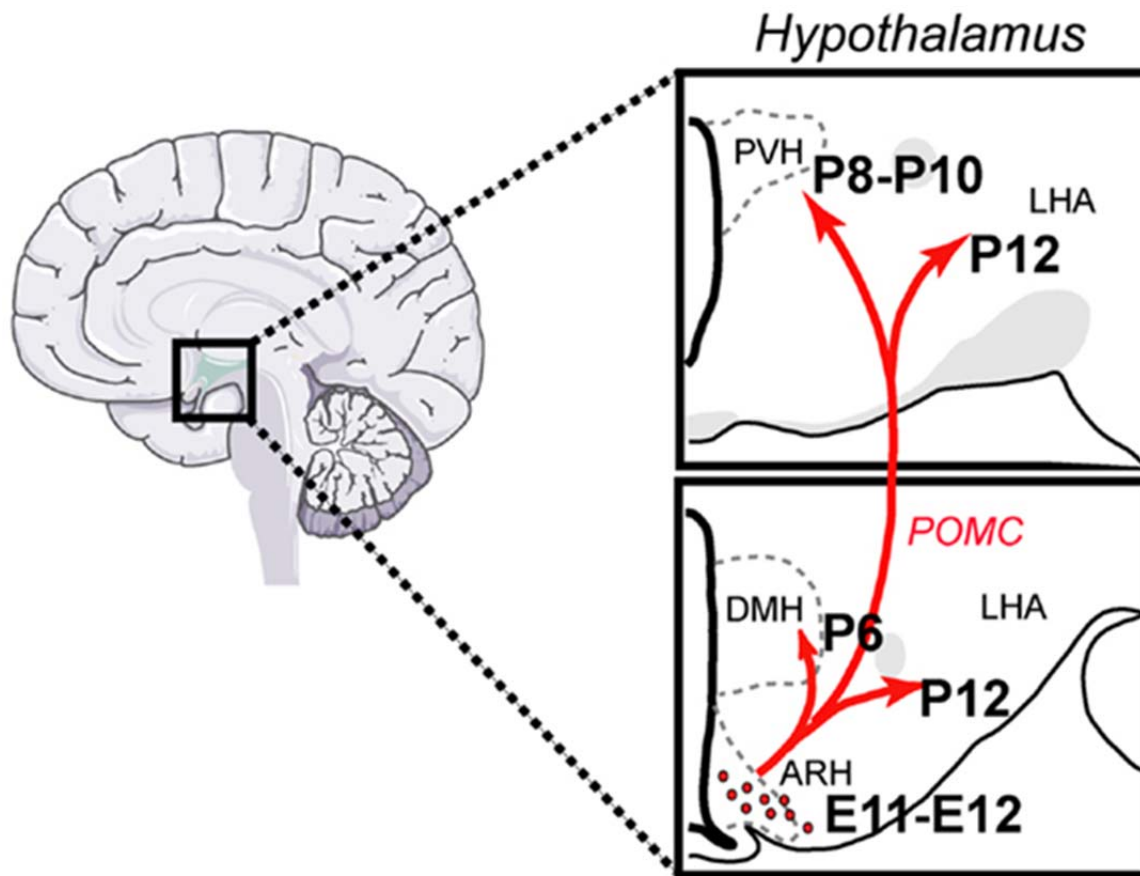 Hypothalamus
PVH
P8-P10
LHA
P12
POMC
DMH
P6
LHA
P12
ARH
E11-E12